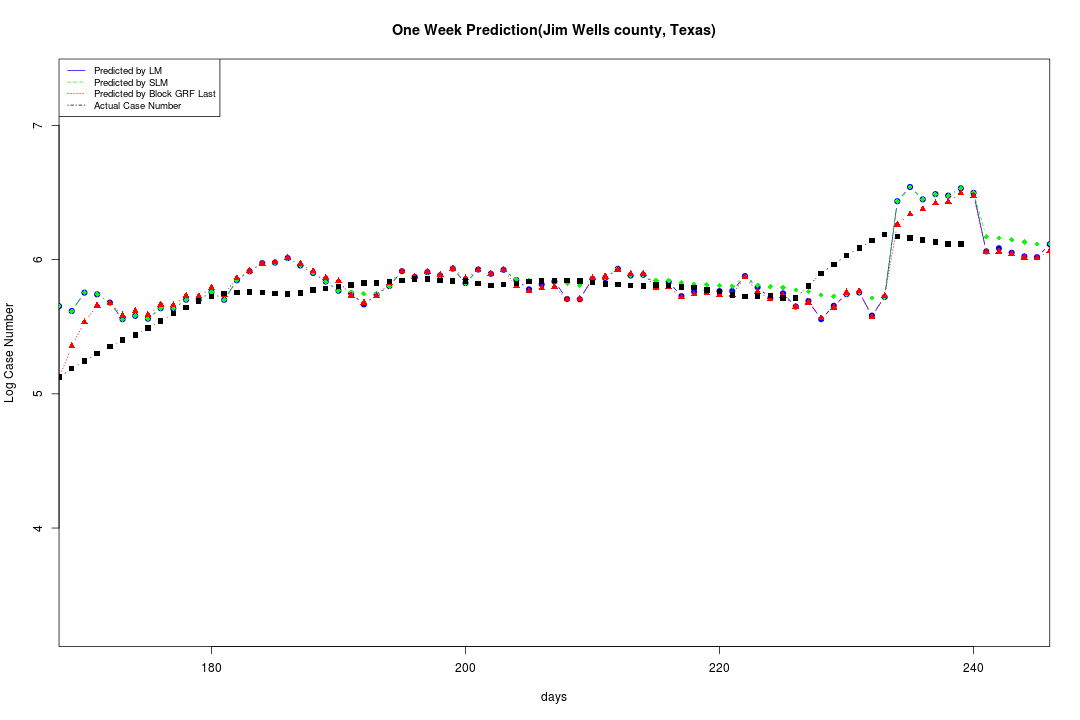 One Week Prediction(Jim Wells county, Texas)
Predicted by LM
Predicted by SLM
Predicted by Block GRF Last
Actual Case Number
7
6
5
4
Log Case Number
180 200 220 240
days